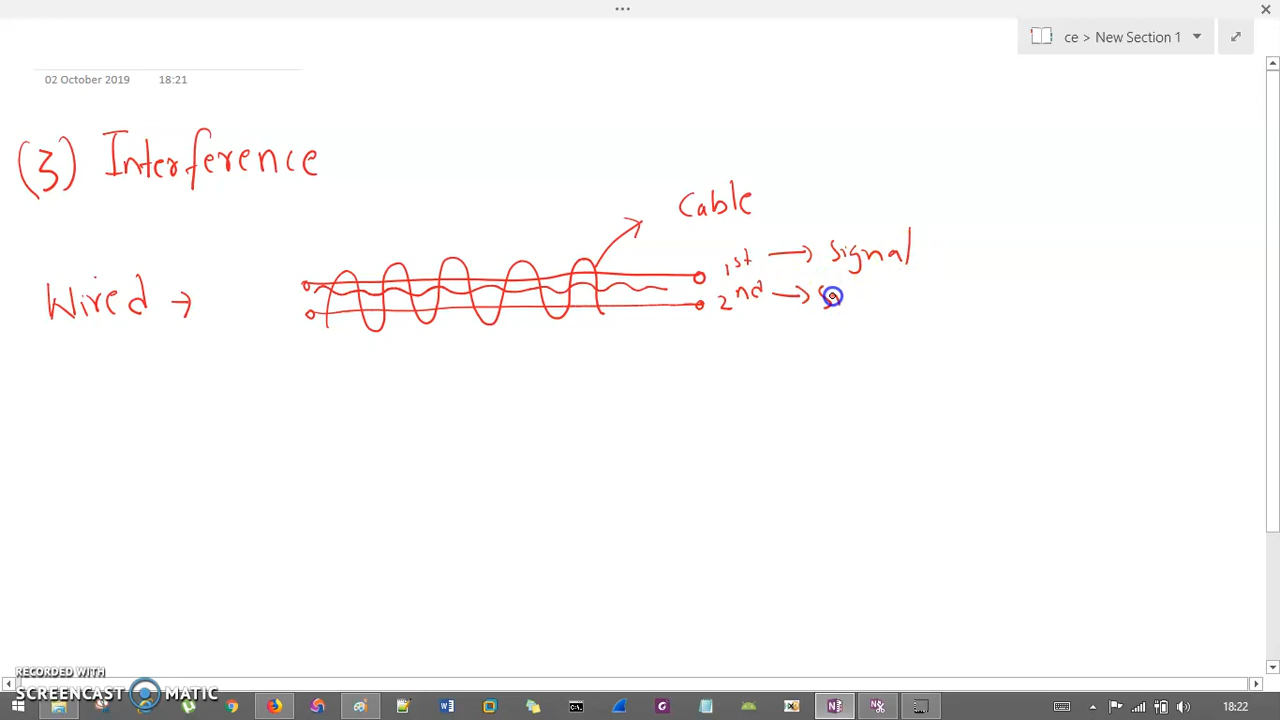 ce > New Section 1
02 October 2019 18:21
(3) Interference
Cable
1st → Signal
Wired →
2nd → S
RECORDED WITH
SCREENCAST MATIC
18:22